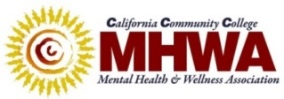 California Community College
MHWA
Mental Health & Wellness Association